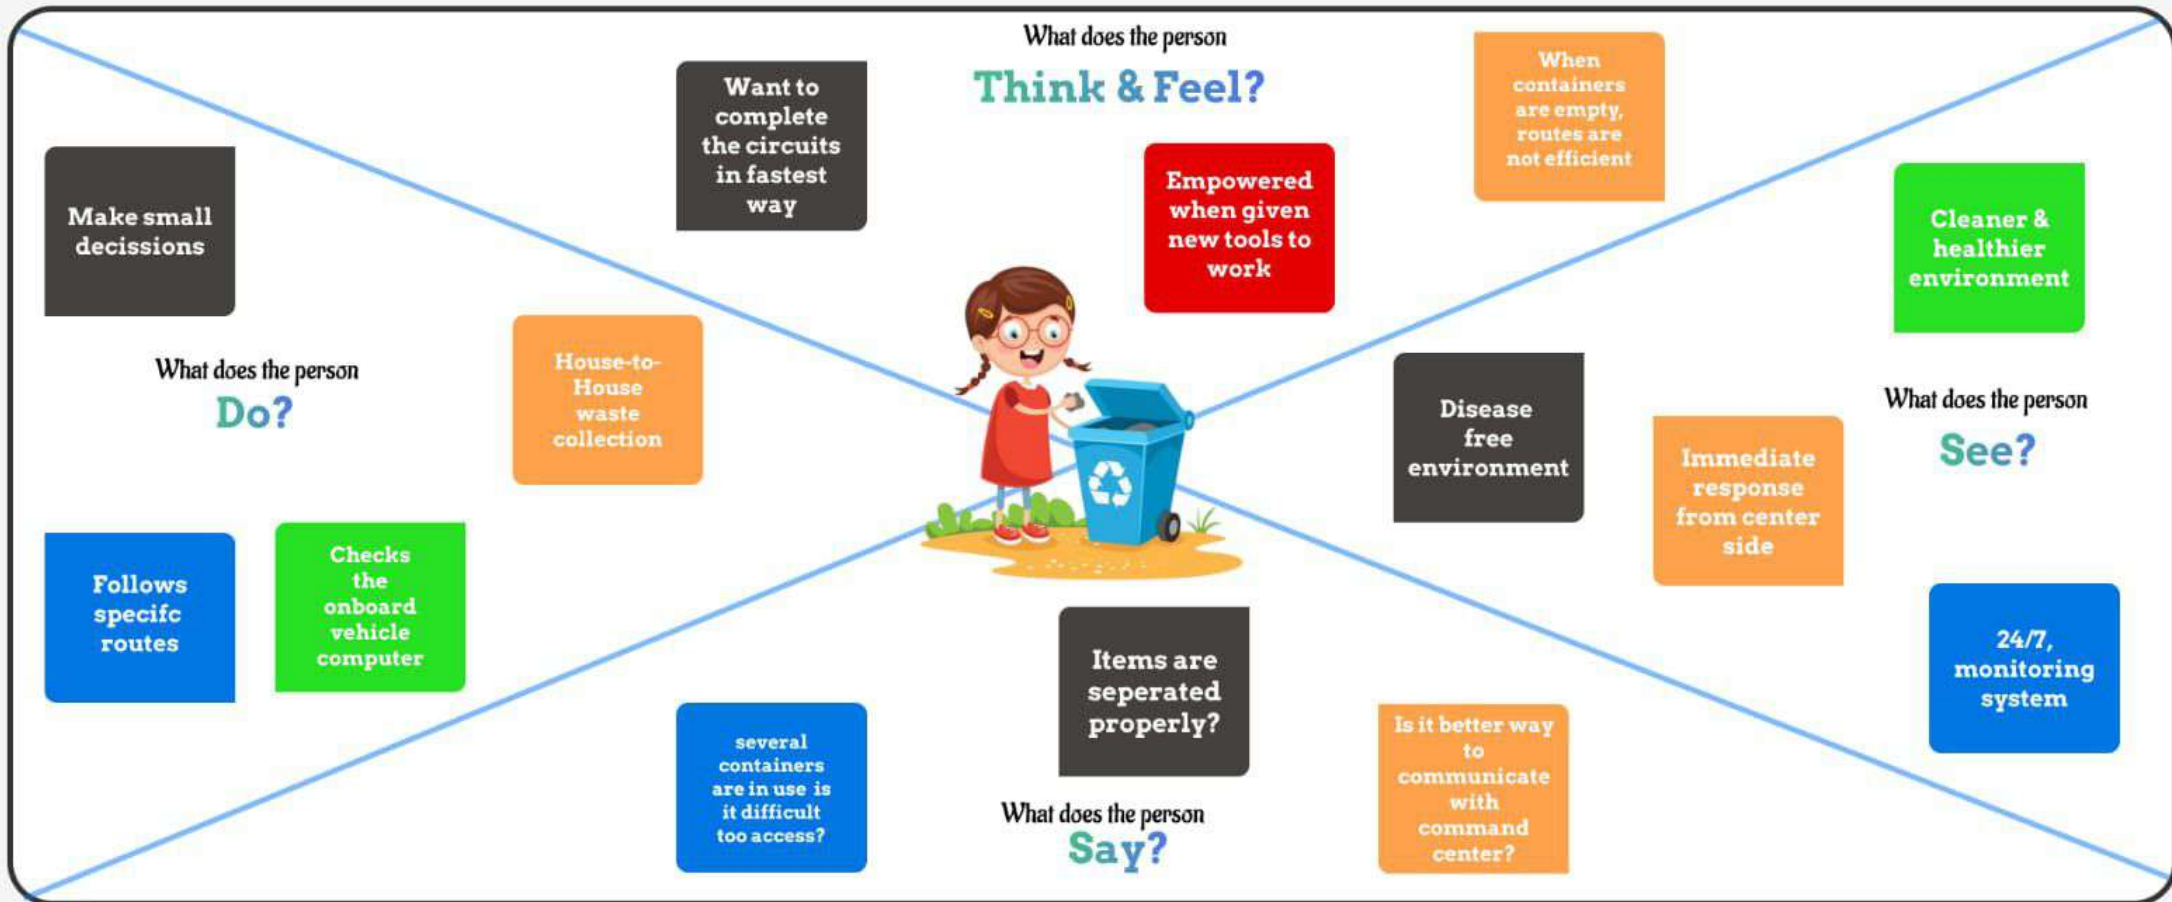 What does the person
Think & Feel?
Want to
complete
the circuits
in fastest
way
Empowered
when given
new tools to
work
When
containers
are empty,
routes are
not efficient
Make small
decissions
What does the person
Do?
House-to-
House
waste
collection
Follows
specifc
routes
Checks
the
onboard
vehicle
computer
Cleaner &
healthier
environment
What does the person
See?
Disease
free
environment
Immediate
response
from center
side
24/7,
monitoring
system
Items are
seperated
properly?
several
containers
are in use is
it difficult
too access?
What does the person
Say?
Is it better way
to
communicate
with
command
center?